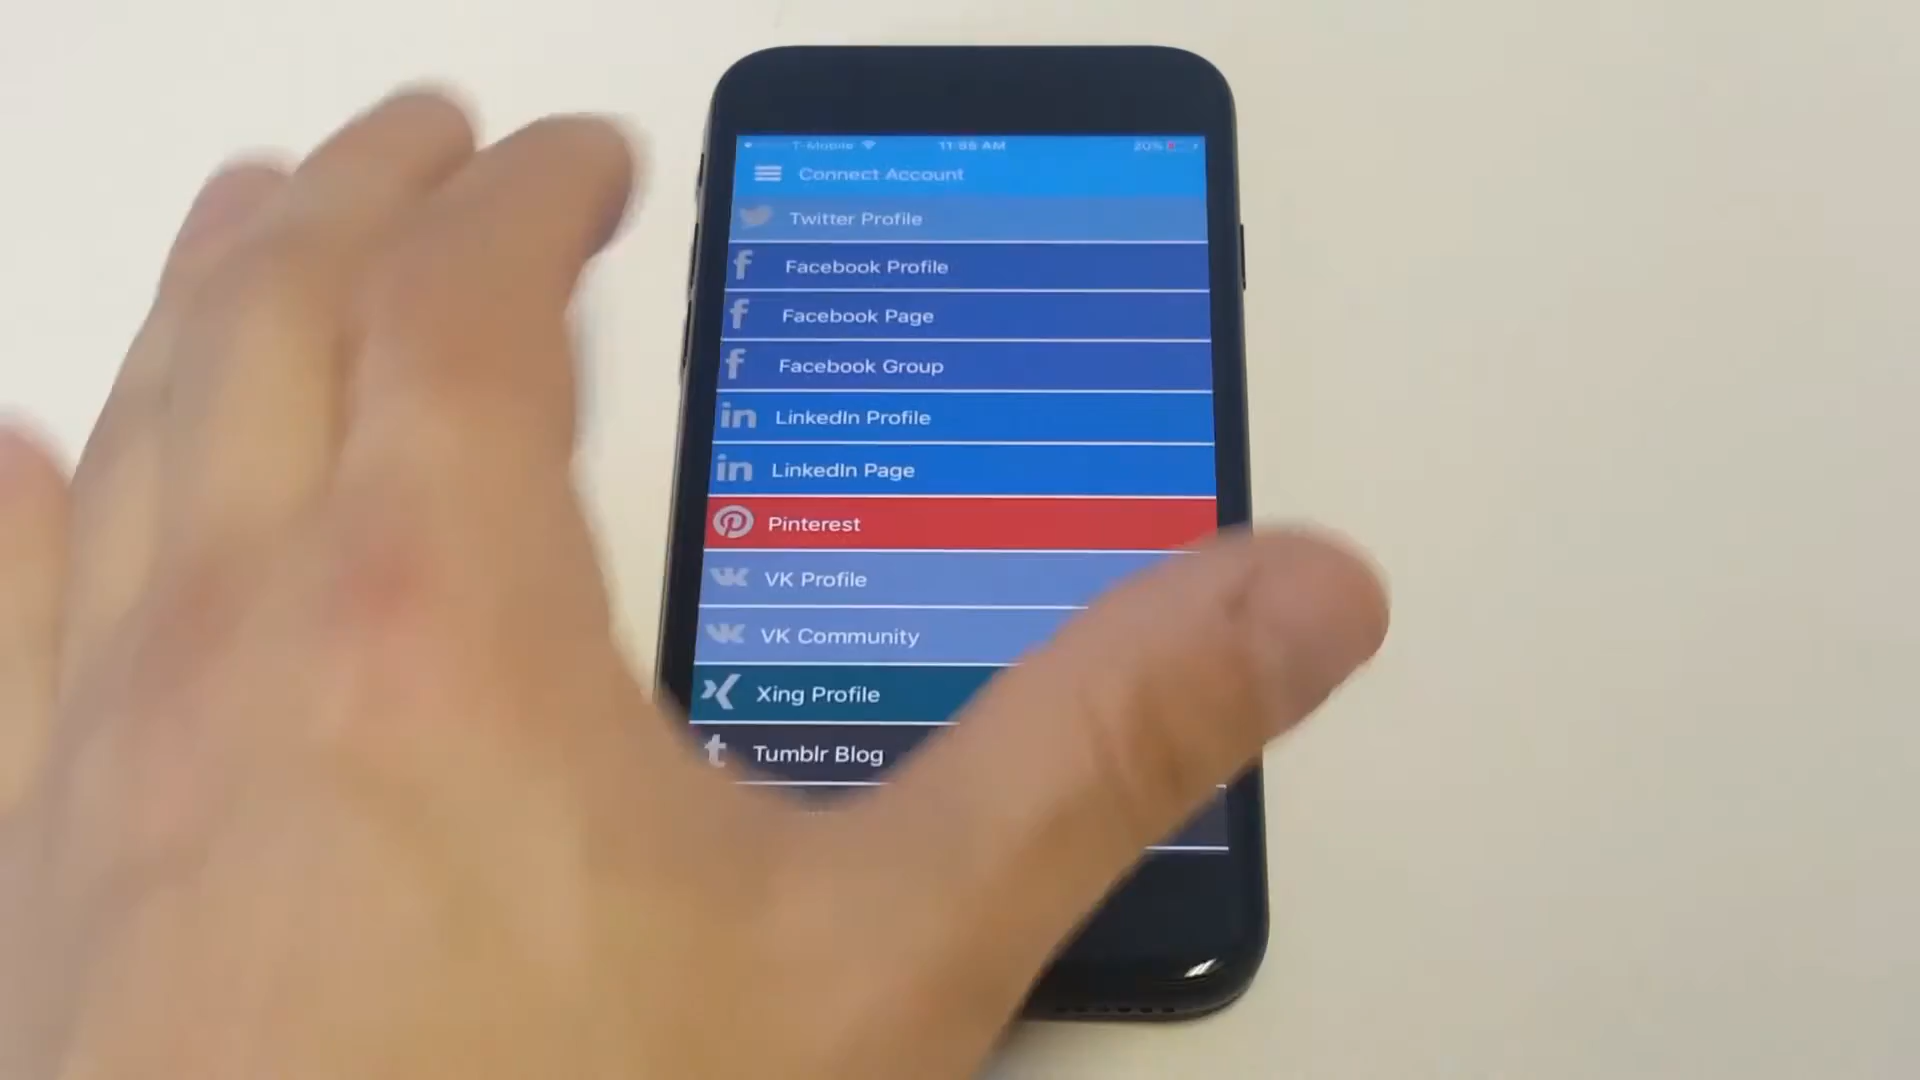 T-Mobile 11:55 AM 20%
Connect Account
Twitter Profile
Facebook Profile
Facebook Page
Facebook Group
LinkedIn Profile
LinkedIn Page
Pinterest
VK Profile
VK Community
Xing Profile
Tumblr Blog